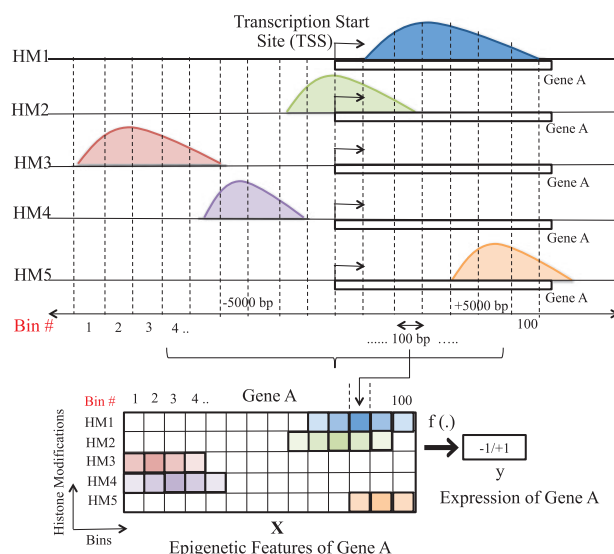 Transcription Start
Site (TSS)
HM1
Gene A
HM2
Gene A
HM3
Gene A
HM4
Gene A
HM5
Gene A
-5000 bp
+5000 bp
Bin #
1 2 3 4 ..
100
...... 100 bp .....
Bin #
1 2 3 4 ..
Gene A
100
HM1
HM2
HM3
HM4
HM5
Histone Modifications
Bins
f (.)
-1/+1
y
Expression of Gene A
X
Epigenetic Features of Gene A